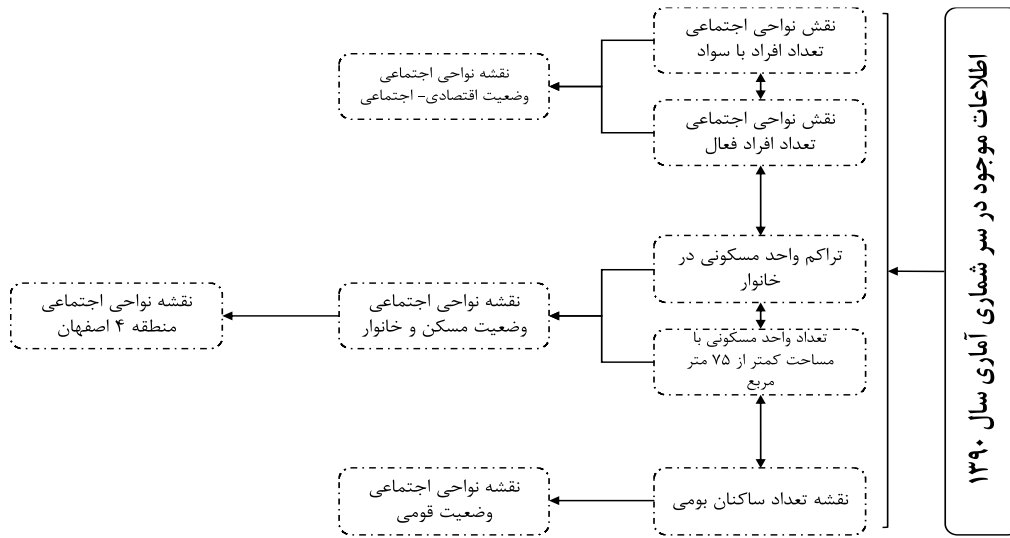 اطلاعات موجود در سر شماری آماری سال ۱۳۹۰
نقش نواحی اجتماعی
تعداد افراد با سواد
نقش نواحی اجتماعی
تعداد افراد فعال
تراکم واحد مسکونی در
خانوار
تعداد واحد مسکونی با
مساحت کمتر از ۷۵ متر
مربع
نقشه تعداد ساکنان بومی
نقشه نواحی اجتماعی
وضعیت اقتصادی- اجتماعی
نقشه نواحی اجتماعی
وضعیت مسکن و خانوار
نقشه نواحی اجتماعی
وضعیت قومی
نقشه نواحی اجتماعی
منطقه ۴ اصفهان